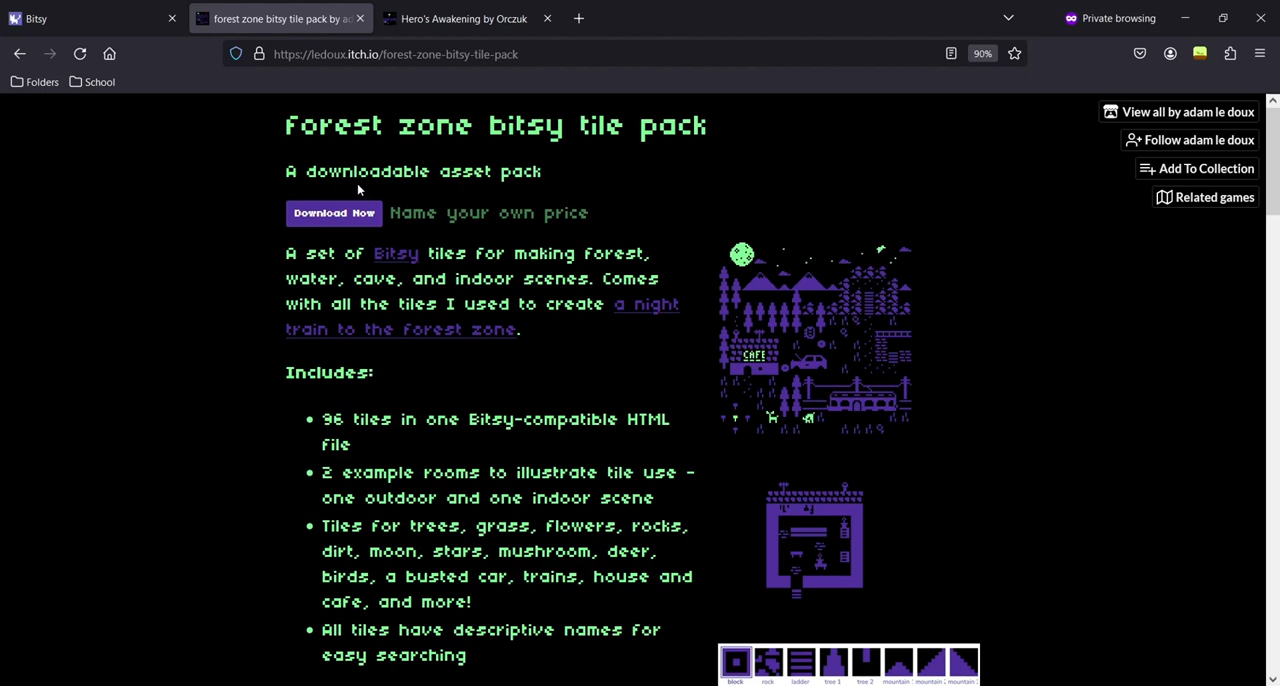 Bitsy
forest zone bitsy tile pack by ad
Hero's Awakening by Orczuk
Private browsing
https://ledoux.itch.io/forest-zone-bitsy-tile-pack
90%
Folders
School
View all by adam le doux
Follow adam le doux
Add To Collection
Related games
forest zone bitsy tile pack
A downloadable asset pack
Download Now
Name your own price
A set of Bitsy tiles for making forest,
water, cave, and indoor scenes. Comes
with all the tiles I used to create a night
train to the forest zone.
Includes:
• 96 tiles in one Bitsy-compatible HTML
file
• 2 example rooms to illustrate tile use -
one outdoor and one indoor scene
• Tiles for trees, grass, flowers, rocks,
dirt, moon, stars, mushroom, deer,
birds, a busted car, trains, house and
cafe, and more!
• All tiles have descriptive names for
easy searching
CAFE
block rock ladder tree 1 tree 2 mountain mountain mountain